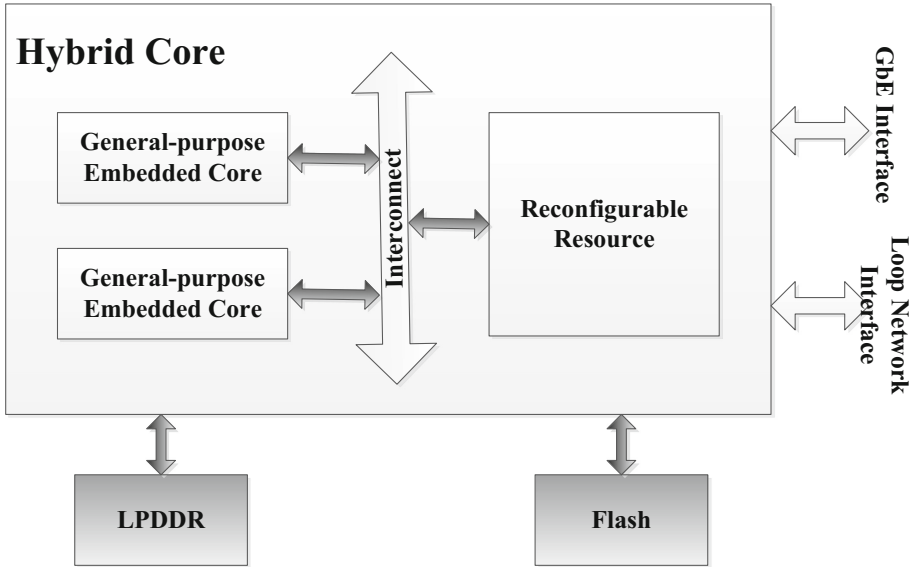 Hybrid Core
General-purpose
Embedded Core
General-purpose
Embedded Core
Interconnect
Reconfigurable
Resource
GbE Interface
Loop Network
Interface
LPDDR
Flash